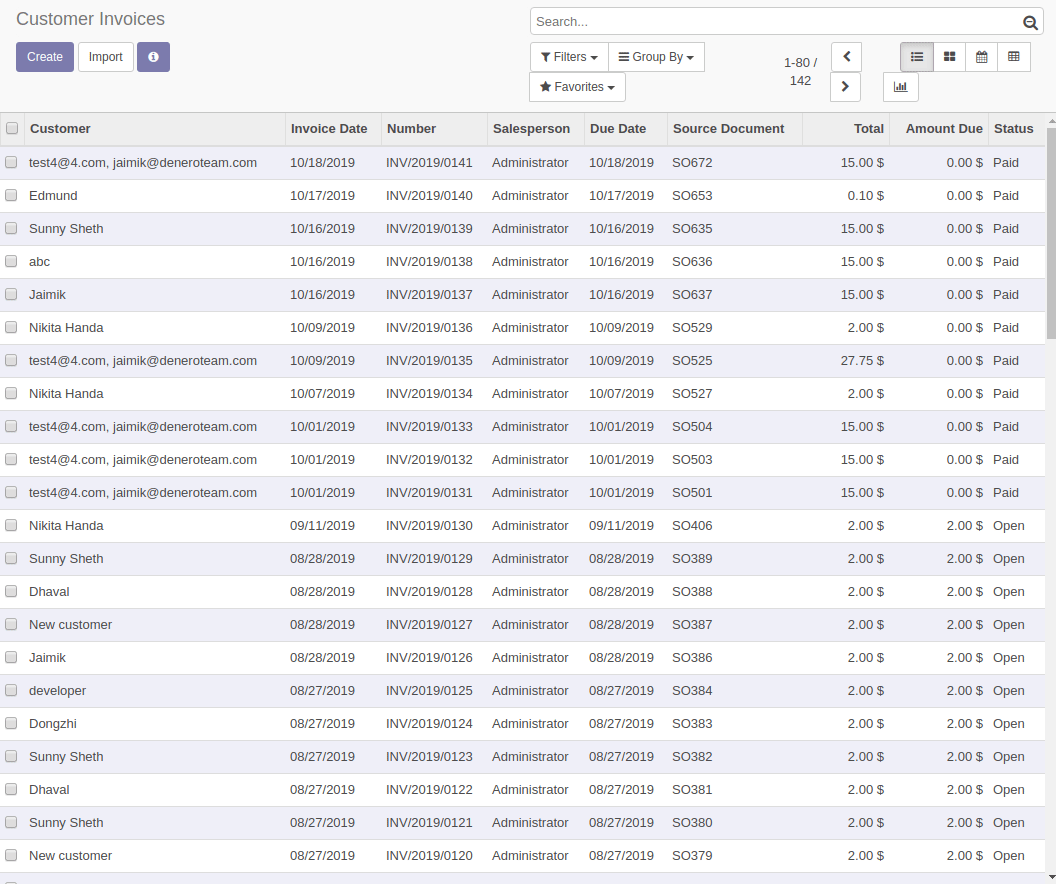 Customer Invoices
Search...
Create Import
Filters Group By
1-80 /
142
Favorites
Customer Invoice Date Number Salesperson Due Date Source Document Total Amount Due Status
test4@4.com, jaimik@deneroteam.com 10/18/2019 INV/2019/0141 Administrator 10/18/2019 SO672 15.00 $ 0.00 $ Paid
Edmund 10/17/2019 INV/2019/0140 Administrator 10/17/2019 SO653 0.10 $ 0.00 $ Paid
Sunny Sheth 10/16/2019 INV/2019/0139 Administrator 10/16/2019 SO635 15.00 $ 0.00 $ Paid
abc 10/16/2019 INV/2019/0138 Administrator 10/16/2019 SO636 15.00 $ 0.00 $ Paid
Jaimik 10/16/2019 INV/2019/0137 Administrator 10/16/2019 SO637 15.00 $ 0.00 $ Paid
Nikita Handa 10/09/2019 INV/2019/0136 Administrator 10/09/2019 SO529 2.00 $ 0.00 $ Paid
test4@4.com, jaimik@deneroteam.com 10/09/2019 INV/2019/0135 Administrator 10/09/2019 SO525 27.75 $ 0.00 $ Paid
Nikita Handa 10/07/2019 INV/2019/0134 Administrator 10/07/2019 SO527 2.00 $ 0.00 $ Paid
test4@4.com, jaimik@deneroteam.com 10/01/2019 INV/2019/0133 Administrator 10/01/2019 SO504 15.00 $ 0.00 $ Paid
test4@4.com, jaimik@deneroteam.com 10/01/2019 INV/2019/0132 Administrator 10/01/2019 SO503 15.00 $ 0.00 $ Paid
test4@4.com, jaimik@deneroteam.com 10/01/2019 INV/2019/0131 Administrator 10/01/2019 SO501 15.00 $ 0.00 $ Paid
Nikita Handa 09/11/2019 INV/2019/0130 Administrator 09/11/2019 SO406 2.00 $ 2.00 $ Open
Sunny Sheth 08/28/2019 INV/2019/0129 Administrator 08/28/2019 SO389 2.00 $ 2.00 $ Open
Dhaval 08/28/2019 INV/2019/0128 Administrator 08/28/2019 SO388 2.00 $ 2.00 $ Open
New customer 08/28/2019 INV/2019/0127 Administrator 08/28/2019 SO387 2.00 $ 2.00 $ Open
Jaimik 08/28/2019 INV/2019/0126 Administrator 08/28/2019 SO386 2.00 $ 2.00 $ Open
developer 08/27/2019 INV/2019/0125 Administrator 08/27/2019 SO384 2.00 $ 2.00 $ Open
Dongzhi 08/27/2019 INV/2019/0124 Administrator 08/27/2019 SO383 2.00 $ 2.00 $ Open
Sunny Sheth 08/27/2019 INV/2019/0123 Administrator 08/27/2019 SO382 2.00 $ 2.00 $ Open
Dhaval 08/27/2019 INV/2019/0122 Administrator 08/27/2019 SO381 2.00 $ 2.00 $ Open
Sunny Sheth 08/27/2019 INV/2019/0121 Administrator 08/27/2019 SO380 2.00 $ 2.00 $ Open
New customer 08/27/2019 INV/2019/0120 Administrator 08/27/2019 SO379 2.00 $ 2.00 $ Open